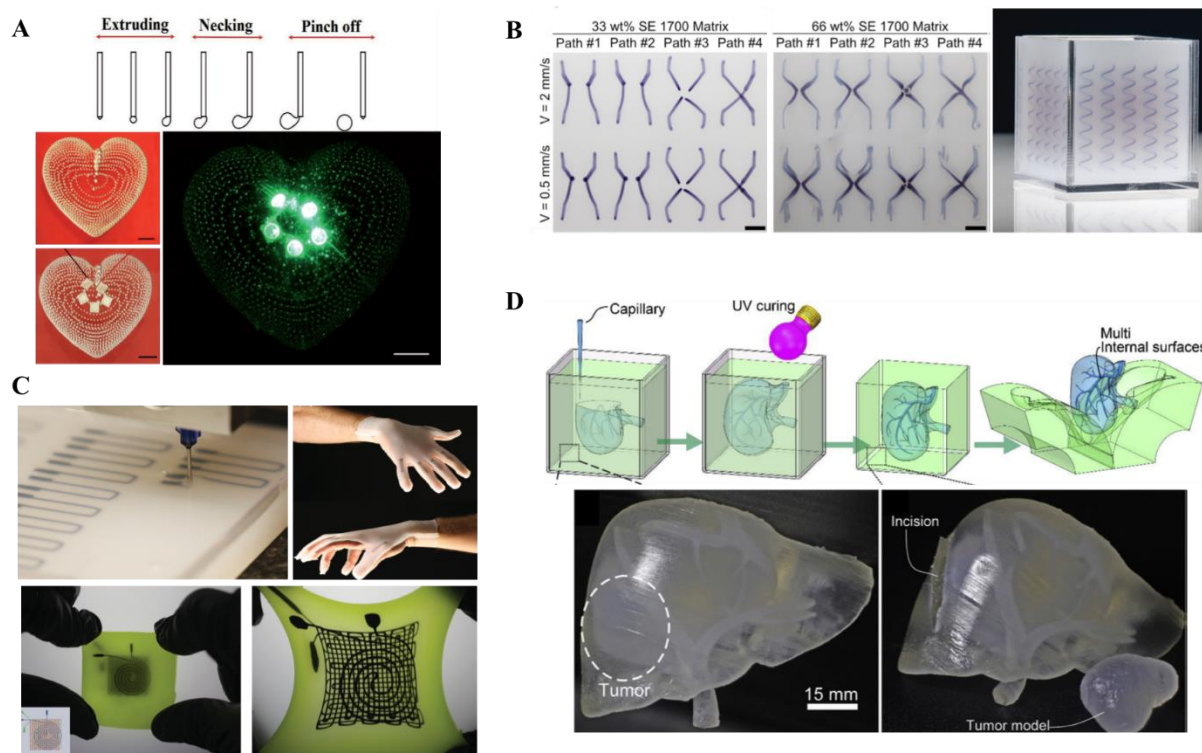 A
Extruding Necking Pinch off
B
33 wt% SE 1700 Matrix
Path #1 Path #2 Path #3 Path #4
66 wt% SE 1700 Matrix
Path #1 Path #2 Path #3 Path #4
V = 2 mm/s
V = 0.5 mm/s
C
D
Capillary
UV curing
Multi
Internal surfaces
Tumor
15 mm
Incision
Tumor model